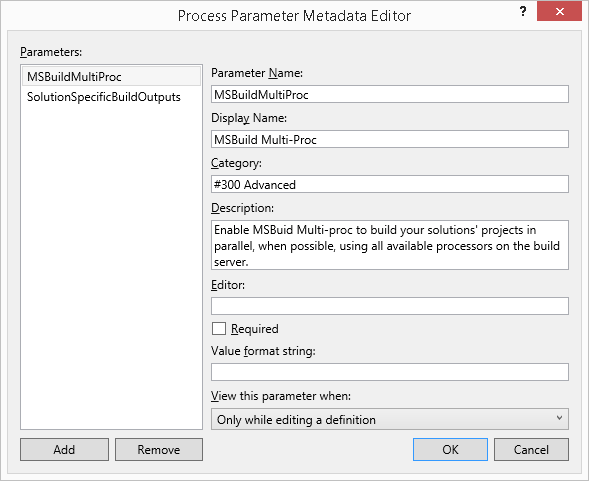 Process Parameter Metadata Editor
?
Parameters:
MSBuildMultiProc
SolutionSpecificBuildOutputs
Parameter Name:
MSBuildMultiProc
Display Name:
MSBuild Multi-Proc
Category:
#300 Advanced
Description:
Enable MSBuid Multi-proc to build your solutions' projects in
parallel, when possible, using all available processors on the build
server.
Editor:
Required
Value format string:
View this parameter when:
Only while editing a definition
Add
Remove
OK
Cancel